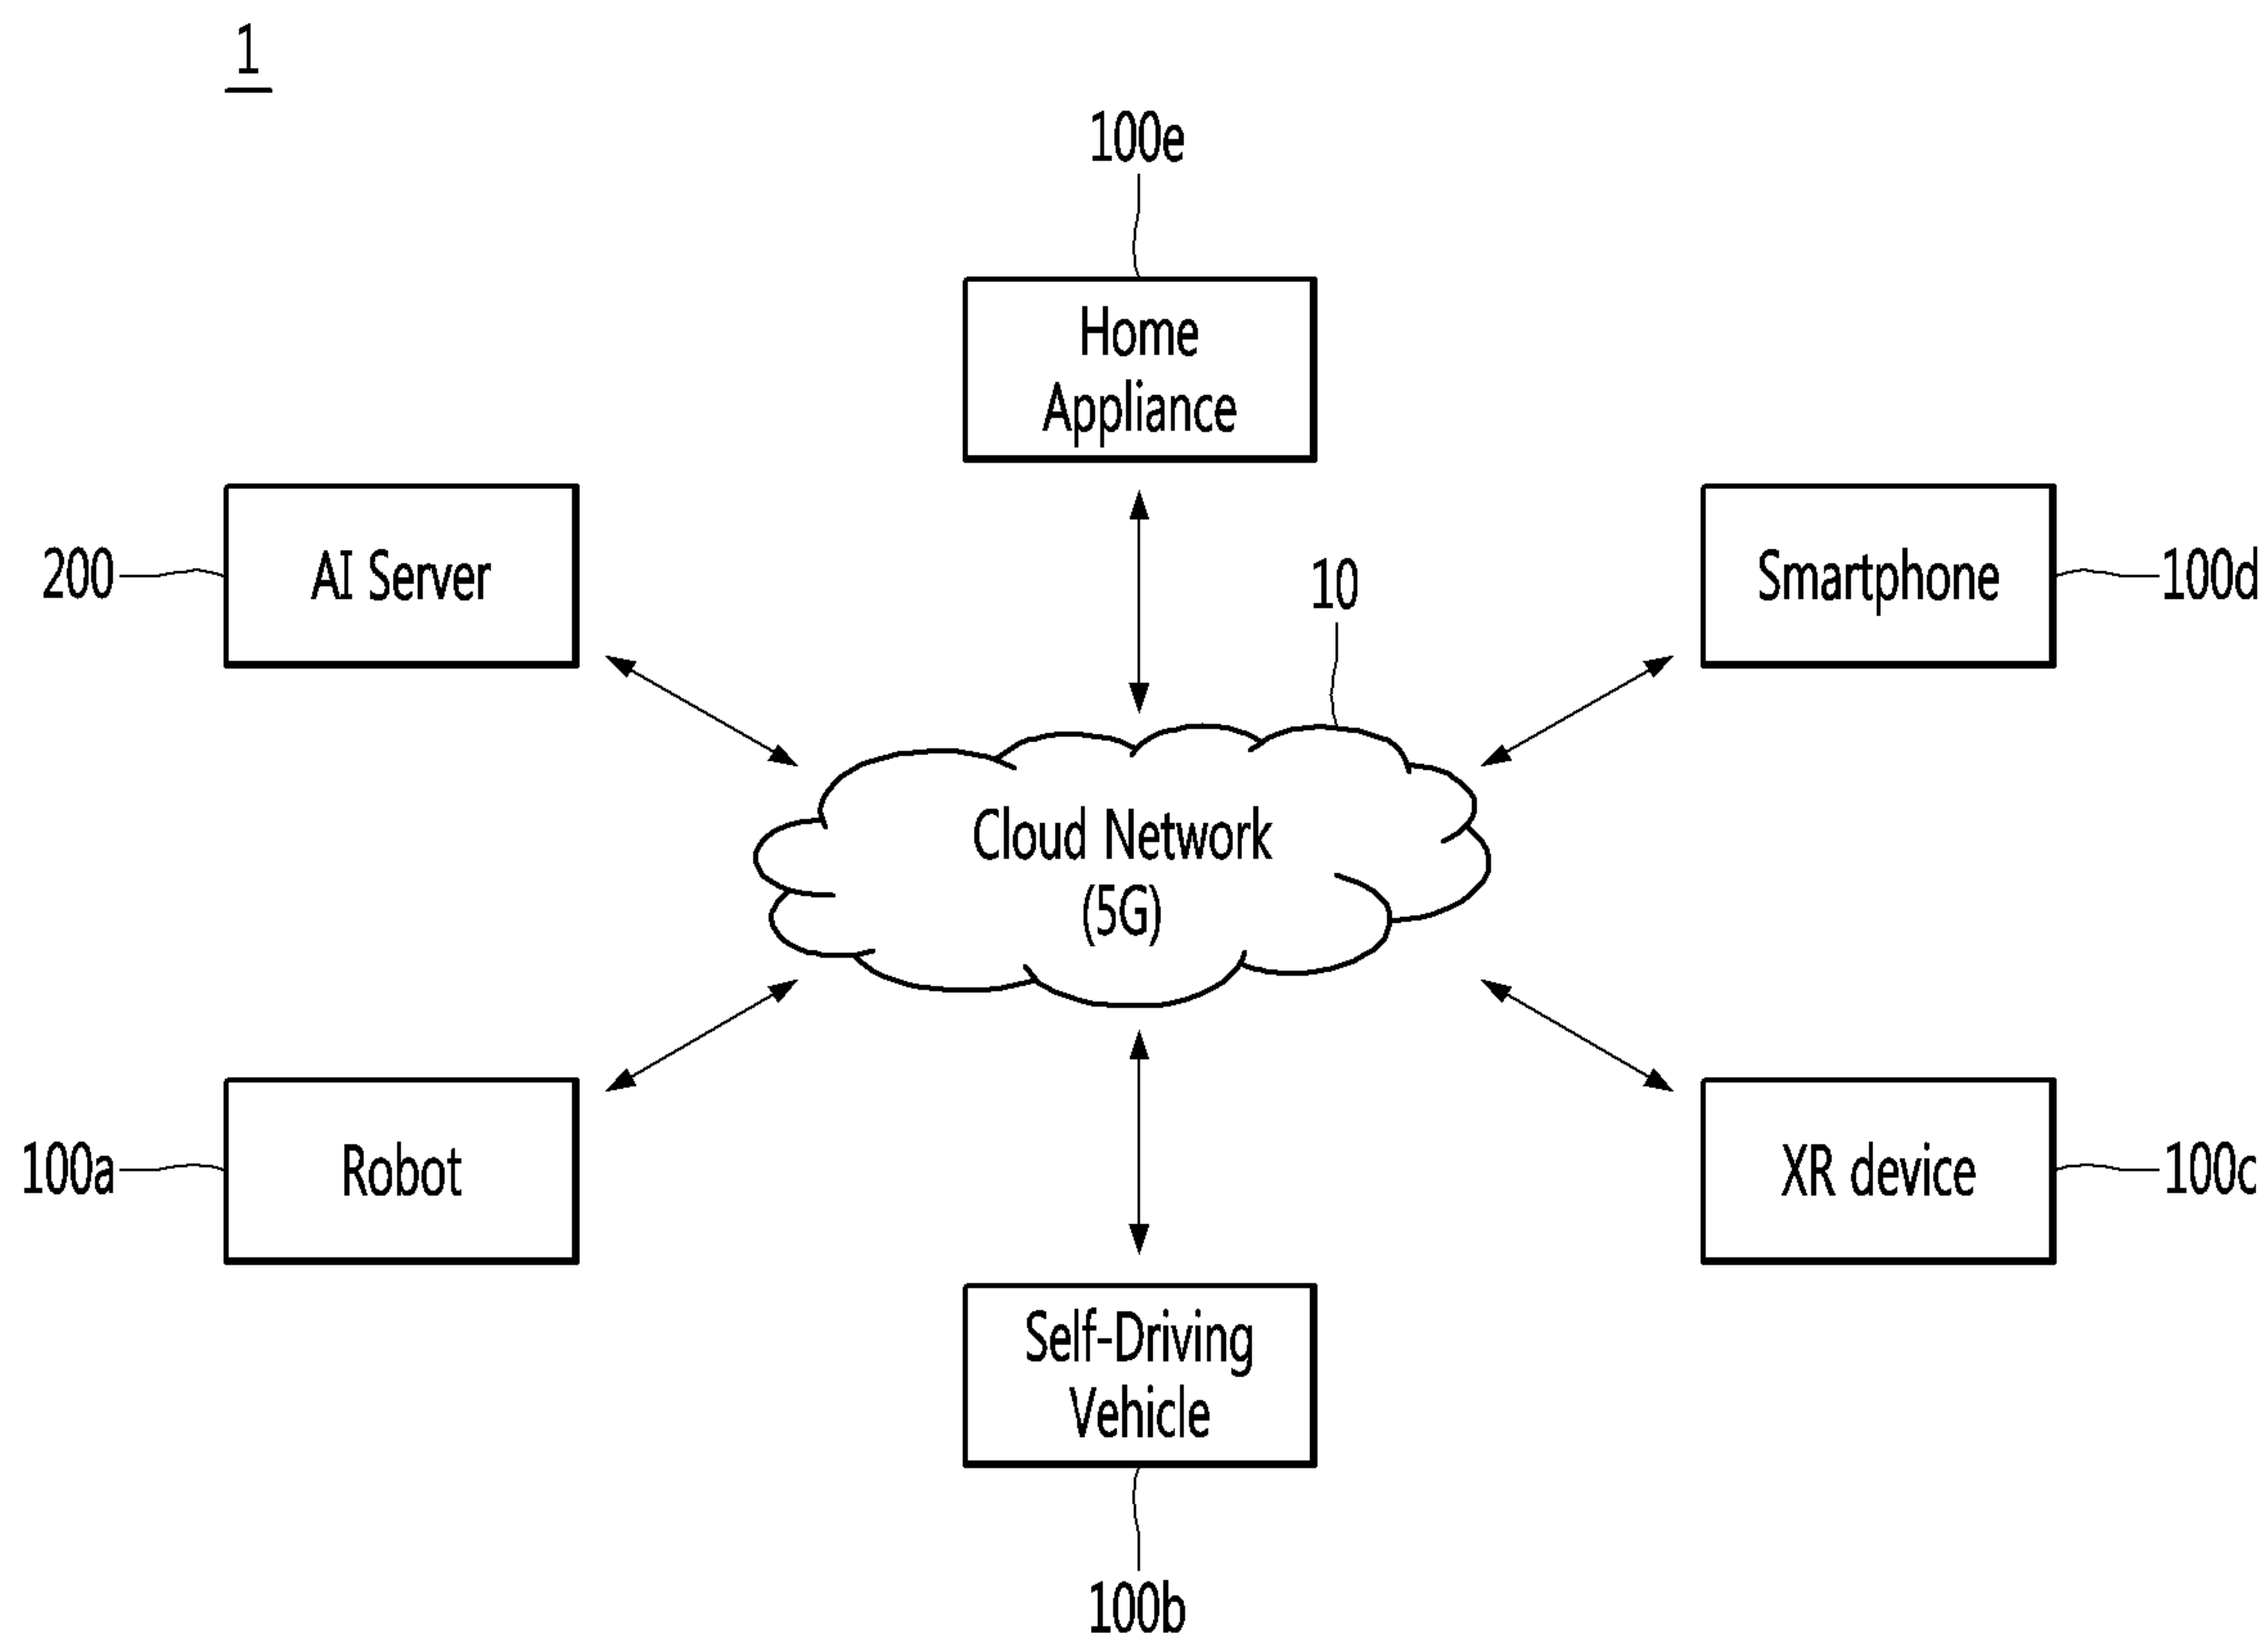 1
100e
Home
Appliance
200
AI Server
Smartphone
100d
10
Cloud Network
(5G)
100a
Robot
XR device
100c
Self-Driving
Vehicle
100b